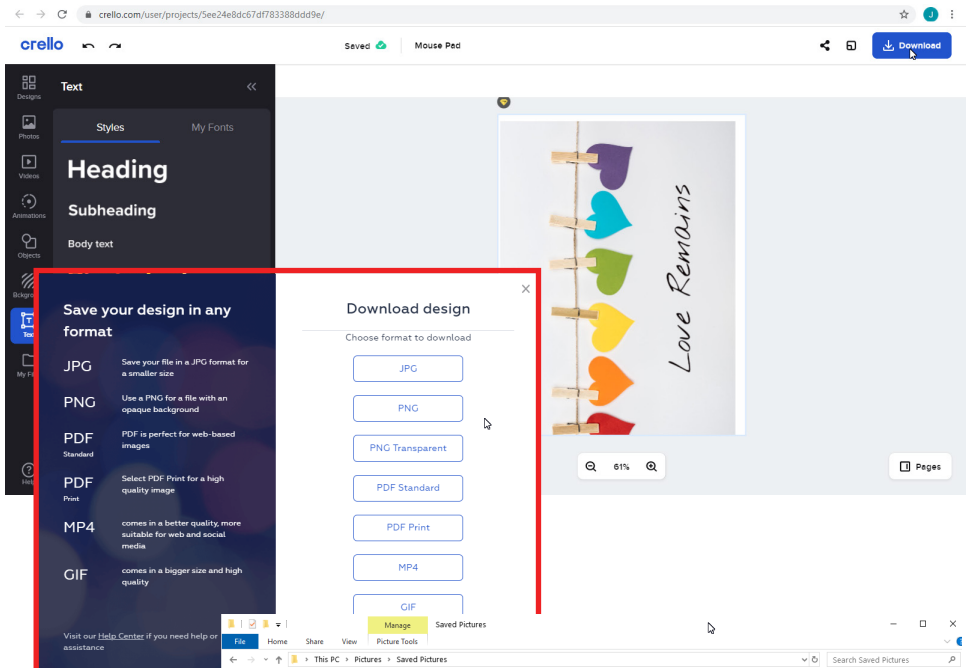 crello.com/user/projects/5ee24e8dc67df783388ddd9e/
J
crello
Saved
Mouse Pad
Download
Designs
Photos
Videos
Animations
Objects
Text
Styles
My Fonts
Heading
Subheading
Body text
Love Remains
61%
Pages
Save your design in any
format
JPG
Save your file in a JPG format for
a smaller size
PNG
Use a PNG for a file with an
opaque background
PDF
Standard
PDF is perfect for web-based
images
PDF
Print
Select PDF Print for a high
quality image
MP4
comes in a better quality, more
suitable for web and social
media
GIF
comes in a bigger size and high
quality
Visit our Help Center if you need help or
assistance
Download design
Choose format to download
JPG
PNG
PNG Transparent
PDF Standard
PDF Print
MP4
GIF
Manage
Saved Pictures
File
Home
Share
View
Picture Tools
This PC > Pictures > Saved Pictures
Search Saved Pictures